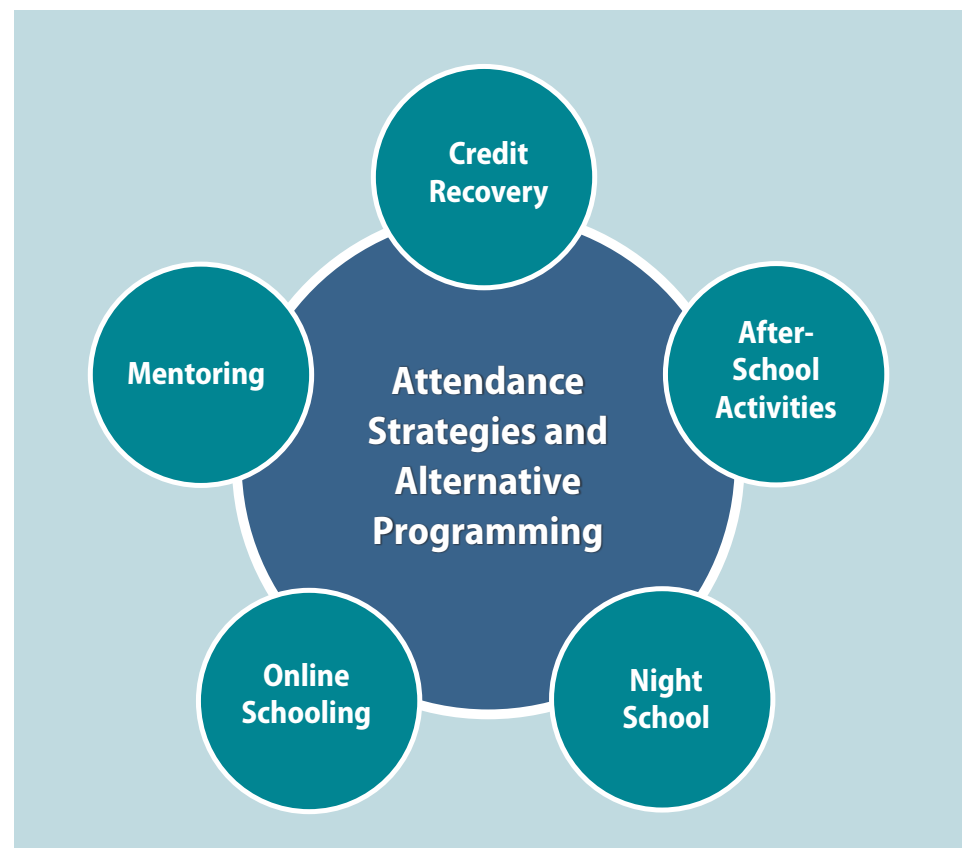 Credit
Recovery
After-
School
Activities
Mentoring
Attendance
Strategies and
Alternative
Programming
Online
Schooling
Night
School